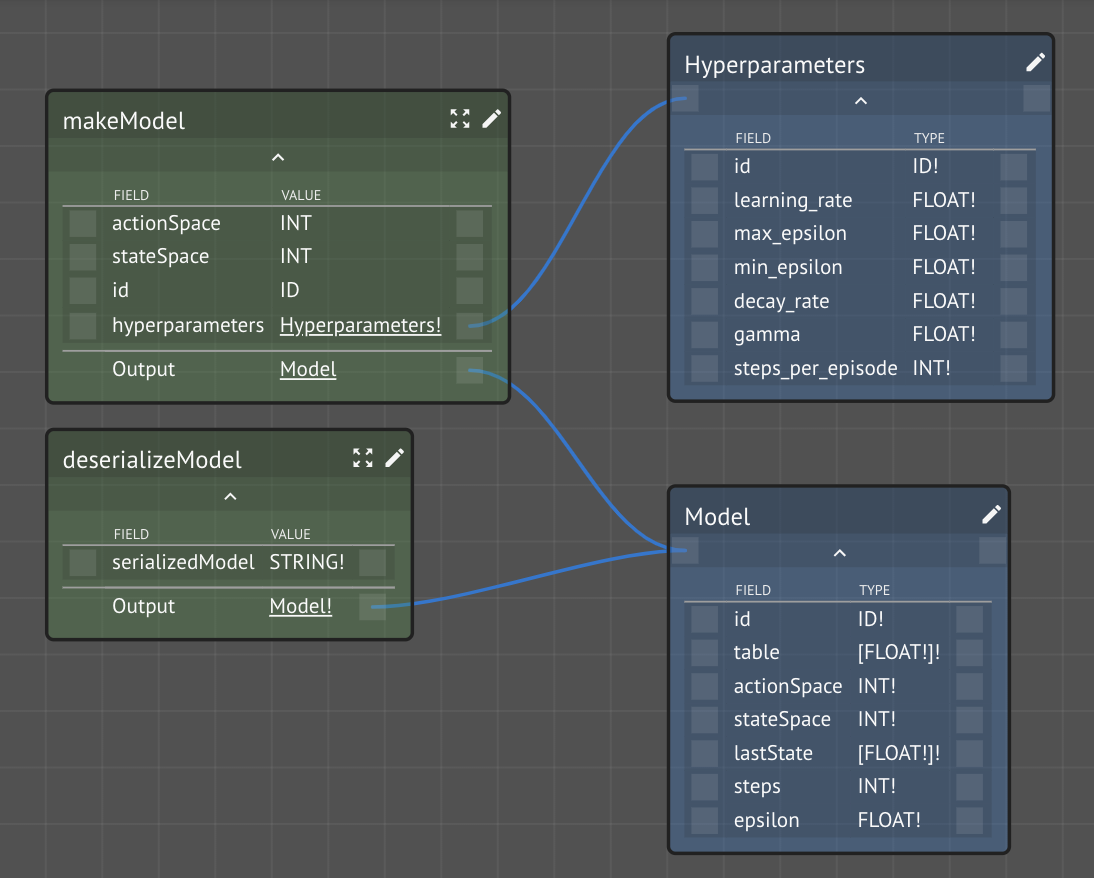 makeModel
FIELD VALUE
actionSpace INT
stateSpace INT
id ID
hyperparameters Hyperparameters!
Output Model
deserializeModel
FIELD VALUE
serializedModel STRING!
Output Model!
Hyperparameters
FIELD TYPE
id ID!
learning_rate FLOAT!
max_epsilon FLOAT!
min_epsilon FLOAT!
decay_rate FLOAT!
gamma FLOAT!
steps_per_episode INT!
Model
FIELD TYPE
id ID!
table [FLOAT!]!
actionSpace INT!
stateSpace INT!
lastState [FLOAT!]!
steps INT!
epsilon FLOAT!